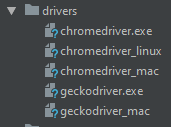 drivers
chromedriver.exe
chromedriver_linux
chromedriver_mac
geckodriver.exe
geckodriver_mac